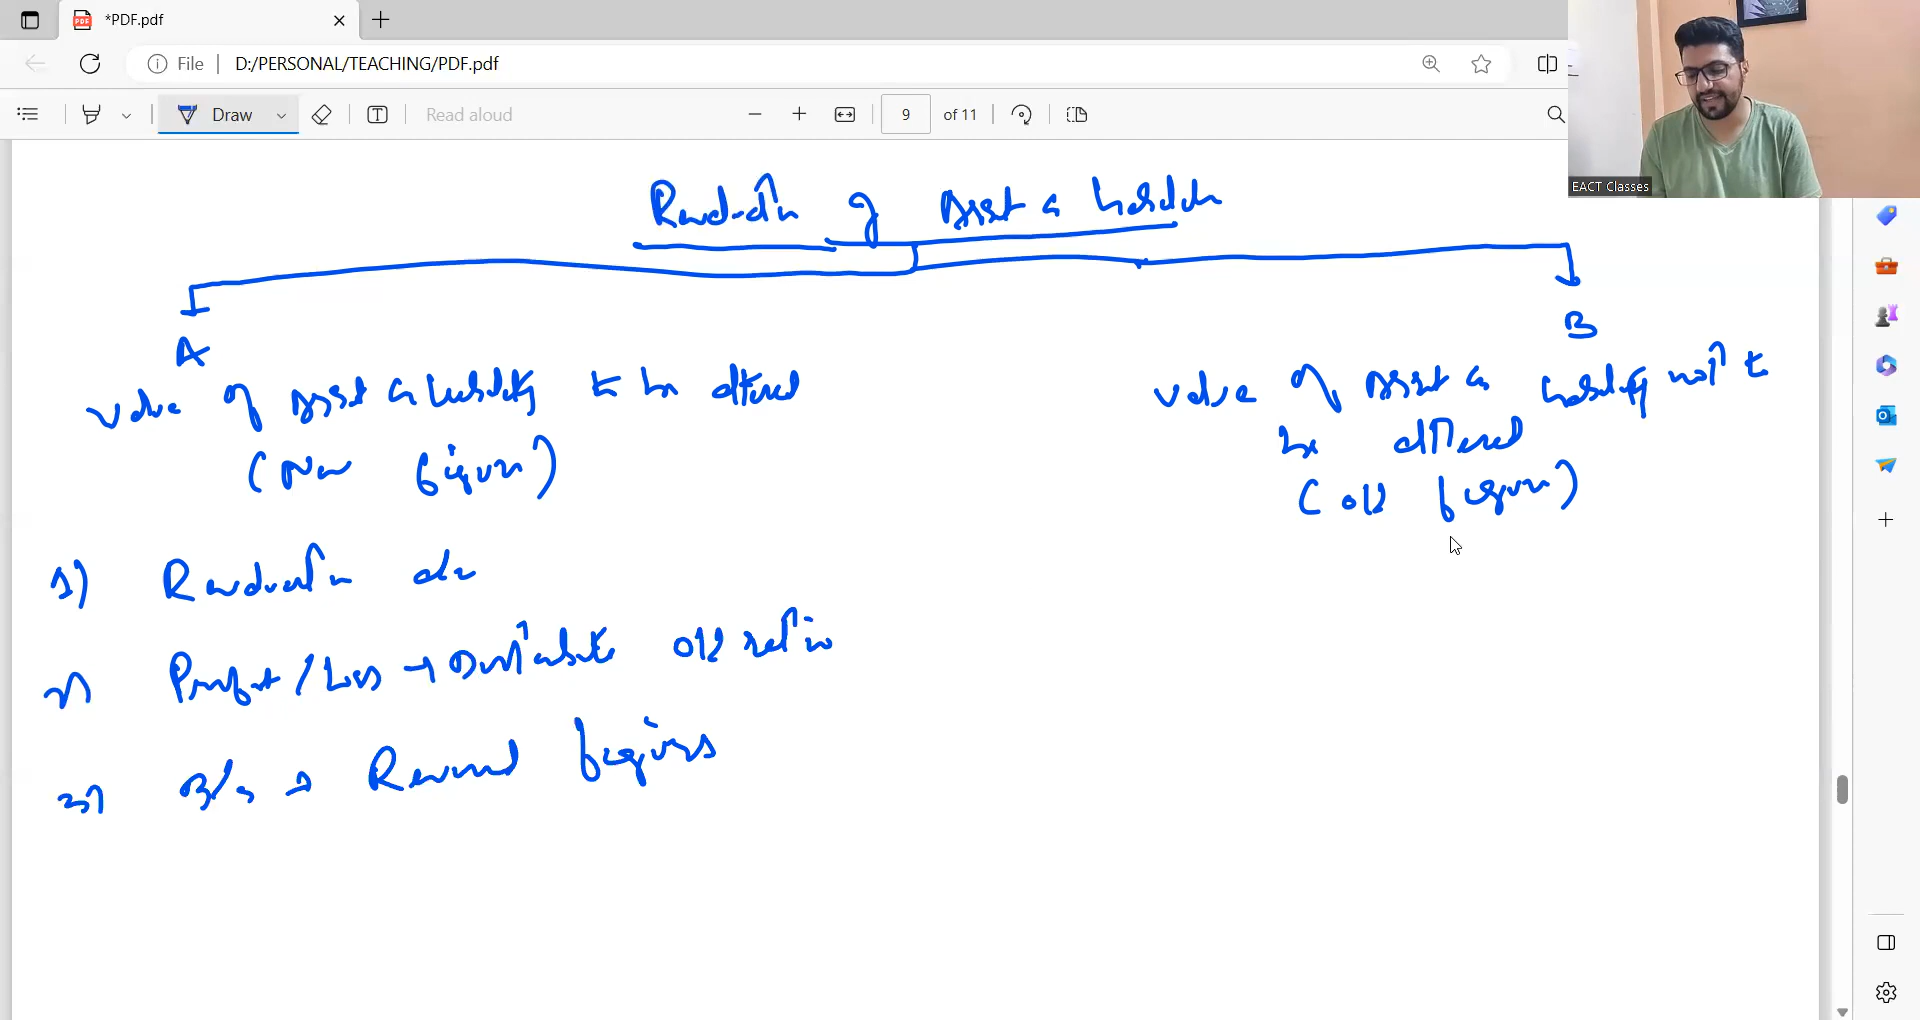 *PDF.pdf
File D:/PERSONAL/TEACHING/PDF.pdf
Draw Read aloud 9 of 11
EACT Classes
Revaluation of Asset & liabilities
A
B
Value of Asset & liability to be altered
(New figure)
Value of Asset & liability not to
be altered
(old figure)
1) Revaluation a/c
2) Profit/Loss → Distribute old ratio
3) B/S → Revised figures